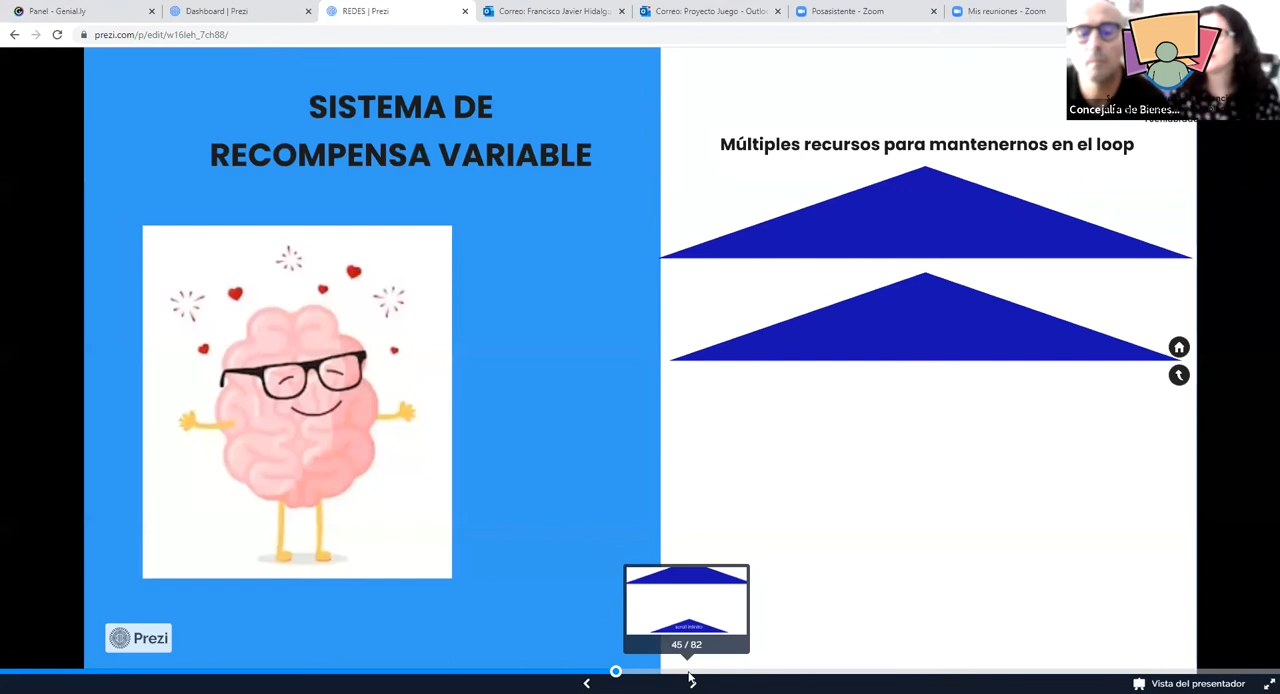 Panel - Genial.ly
Dashboard | Prezi
REDES | Prezi
Correo: Francisco Javier Hidalg
Correo: Proyecto Juego - Outlo
Posasistente - Zoom
Mis reuniones - Zoom
prezi.com/p/edit/w16leh_7ch88/
Concejalía de Bienes...
SISTEMA DE
RECOMPENSA VARIABLE
Múltiples recursos para mantenernos en el loop
scroll infinito
45 / 82
Prezi
Vista del presentador